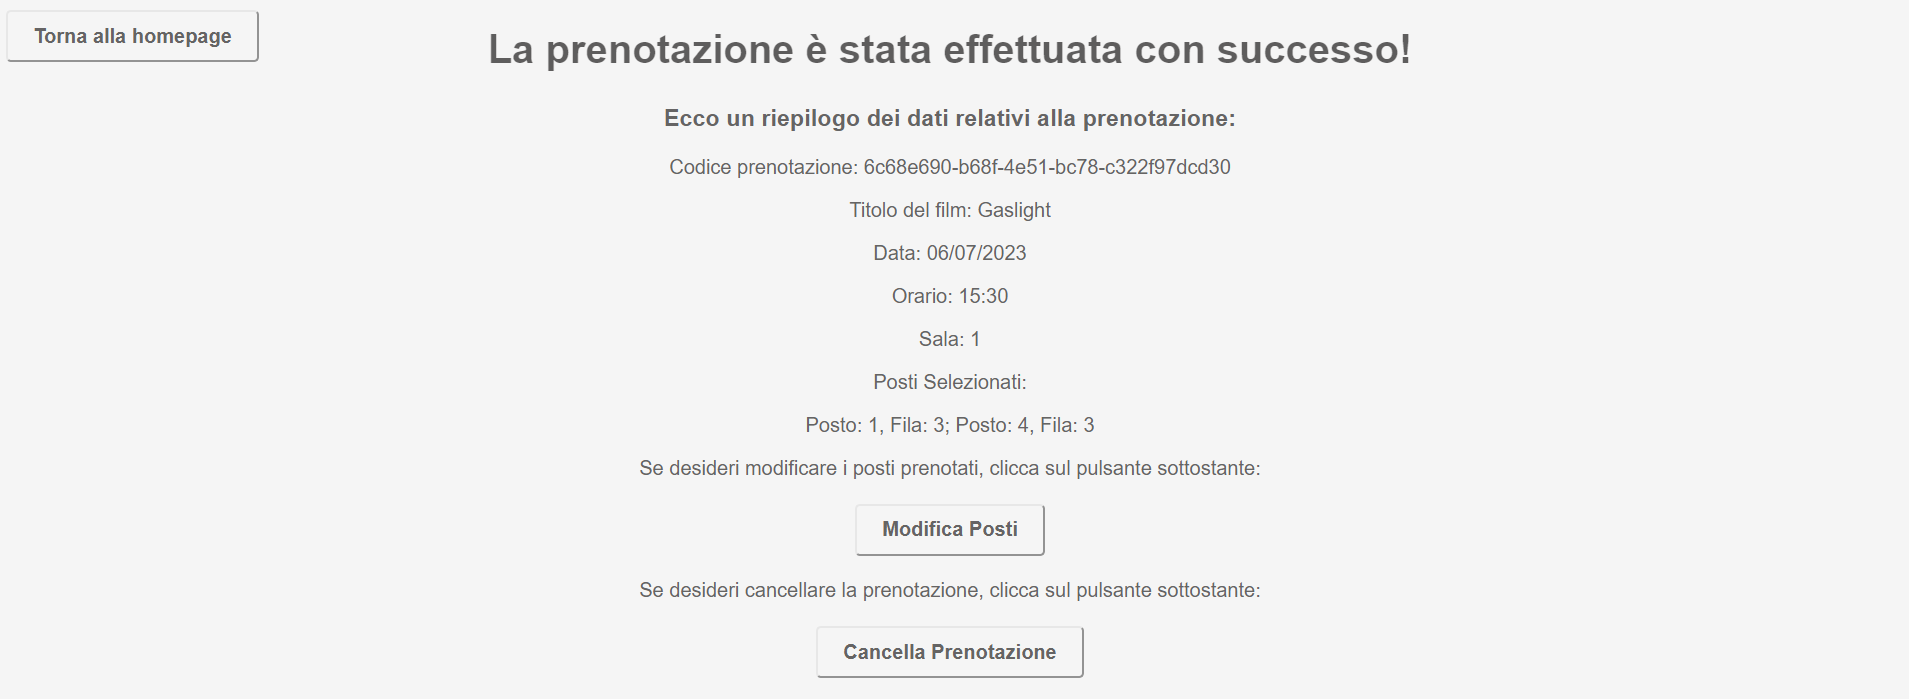 Torna alla homepage
La prenotazione è stata effettuata con successo!
Ecco un riepilogo dei dati relativi alla prenotazione:
Codice prenotazione: 6c68e690-b68f-4e51-bc78-c322f97dcd30
Titolo del film: Gaslight
Data: 06/07/2023
Orario: 15:30
Sala: 1
Posti Selezionati:
Posto: 1, Fila: 3; Posto: 4, Fila: 3
Se desideri modificare i posti prenotati, clicca sul pulsante sottostante:
Modifica Posti
Se desideri cancellare la prenotazione, clicca sul pulsante sottostante:
Cancella Prenotazione